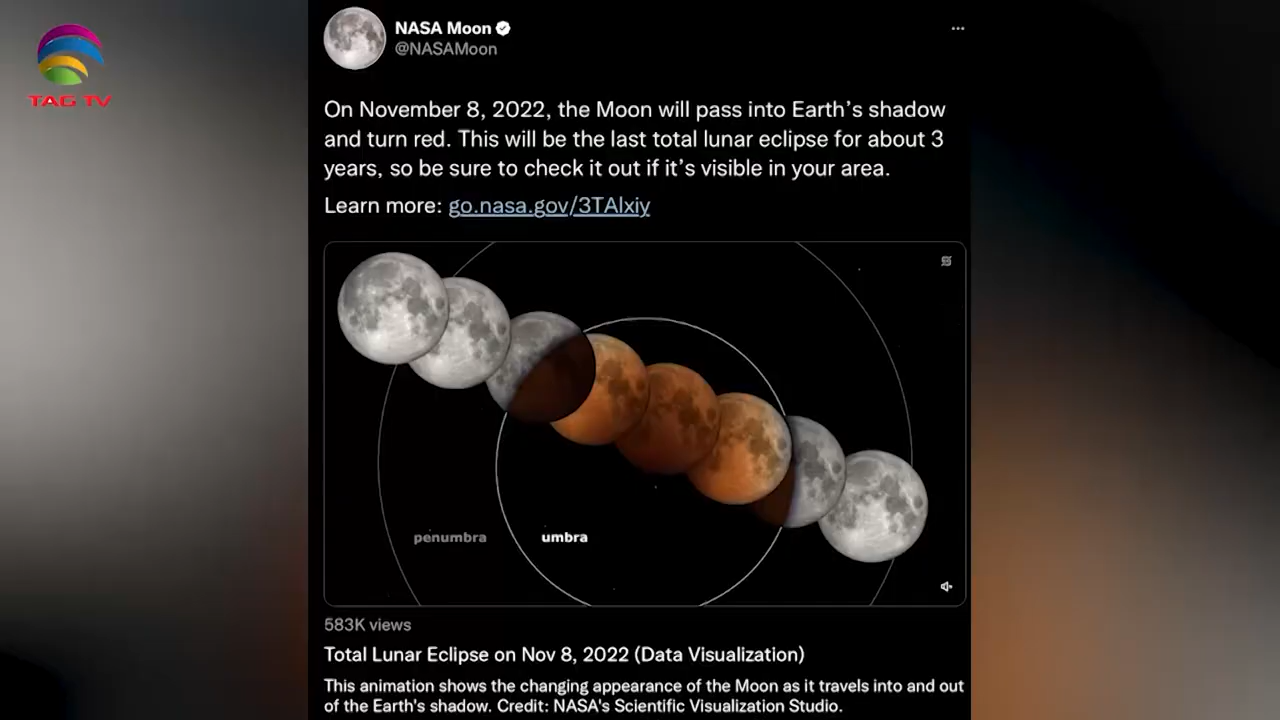 TAG TV
NASA Moon
@NASAMoon
On November 8, 2022, the Moon will pass into Earth’s shadow
and turn red. This will be the last total lunar eclipse for about 3
years, so be sure to check it out if it’s visible in your area.
Learn more: go.nasa.gov/3TAlxiy
penumbra
umbra
583K views
Total Lunar Eclipse on Nov 8, 2022 (Data Visualization)
This animation shows the changing appearance of the Moon as it travels into and out
of the Earth's shadow. Credit: NASA's Scientific Visualization Studio.